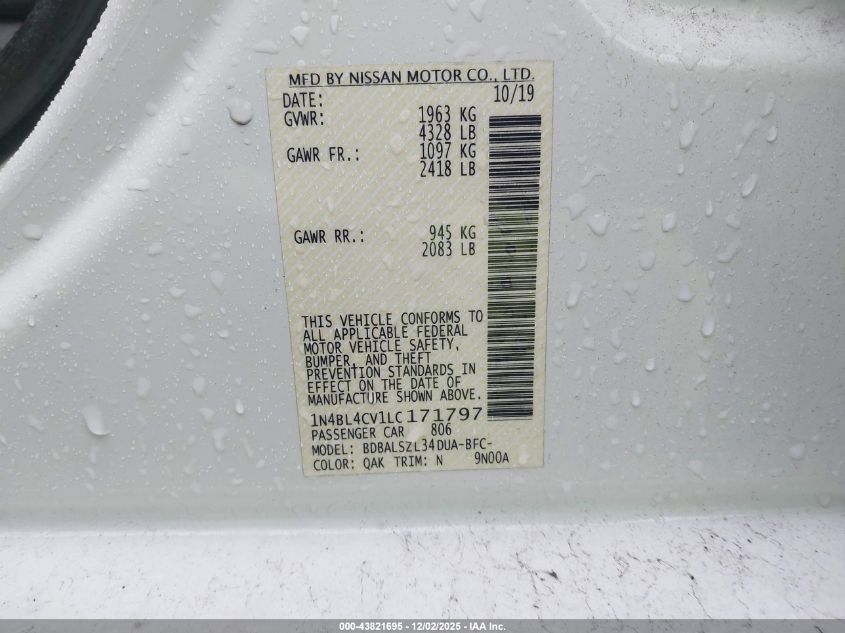 MFD BY NISSAN MOTOR CO., LTD.
DATE: 10/19
GVWR: 1963 KG
4328 LB
GAWR FR.: 1097 KG
2418 LB
GAWR RR.: 945 KG
2083 LB
THIS VEHICLE CONFORMS TO
ALL APPLICABLE FEDERAL
MOTOR VEHICLE SAFETY,
BUMPER, AND THEFT
PREVENTION STANDARDS IN
EFFECT ON THE DATE OF
MANUFACTURE SHOWN ABOVE.
1N4BL4CV1LC171797
PASSENGER CAR 806
MODEL: BDBALSZL34DUA-BFC-
COLOR: QAK TRIM: N 9N00A
000-43821695 - 12/02/2025 - IAA Inc.